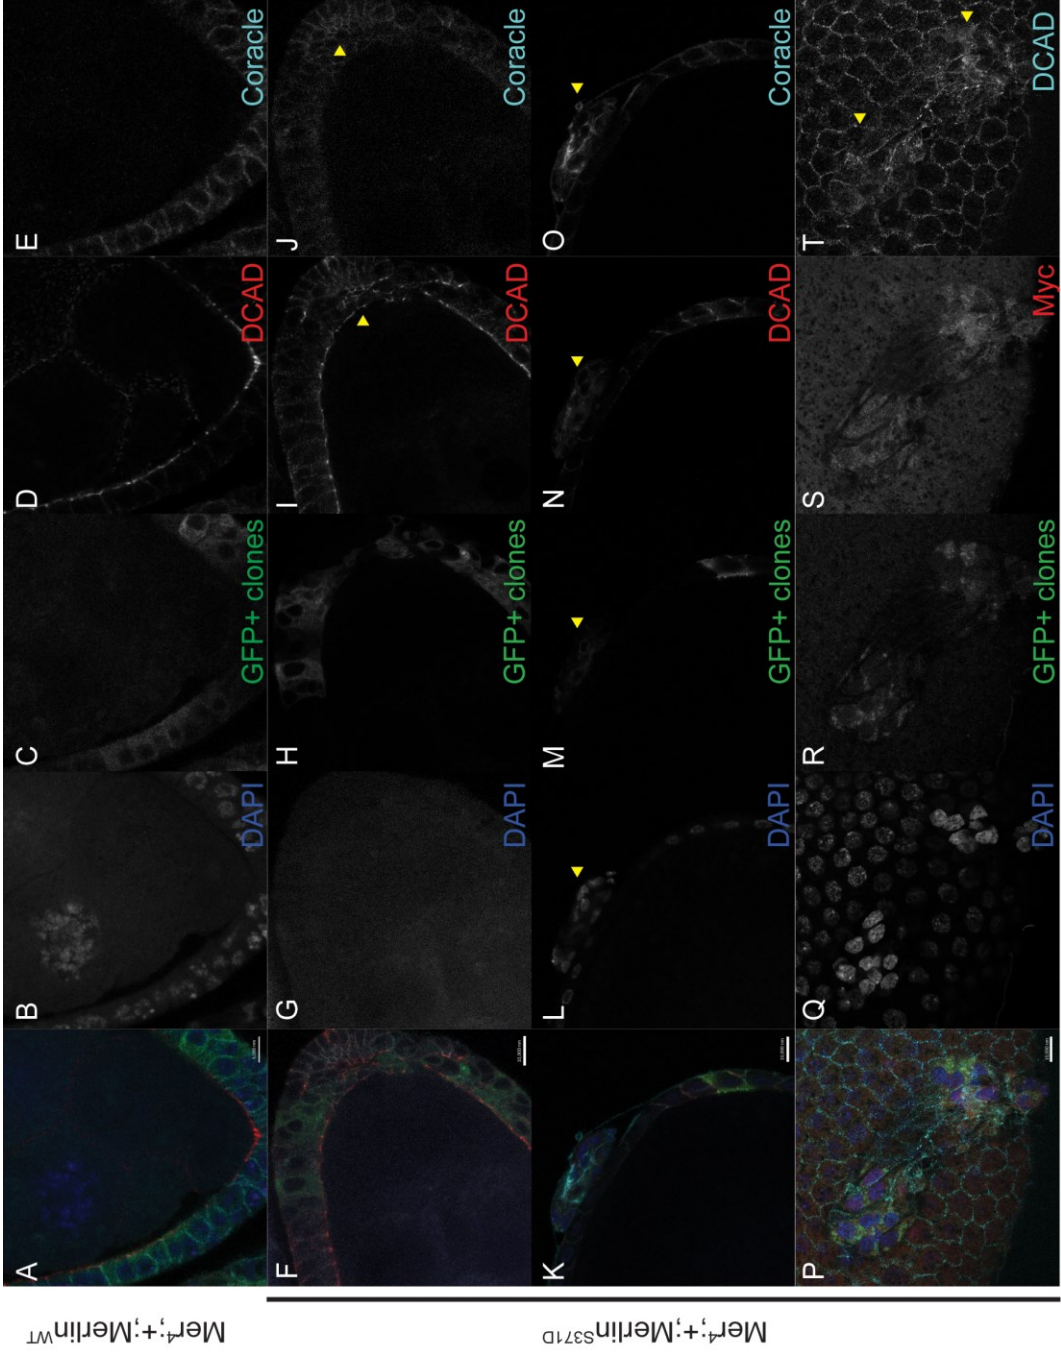 Mer⁴;+;Merlinᵂᵀ
A
B
DAPI
C
GFP+ clones
D
DCAD
E
Coracle
Mer⁴;+;Merlinˢ³⁷¹ᴰ
F
G
DAPI
H
GFP+ clones
I
DCAD
J
Coracle
K
L
DAPI
M
GFP+ clones
N
DCAD
O
Coracle
P
Q
DAPI
R
GFP+ clones
S
Myc
T
DCAD